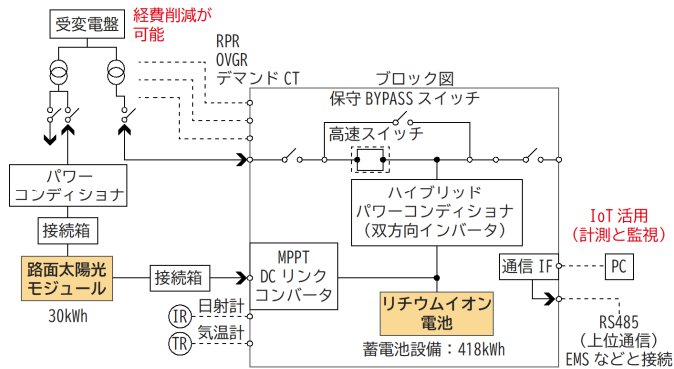 受変電盤
経費削減が
可能
RPR
OVGR
デマンド CT
ブロック図
保守 BYPASS スイッチ
高速スイッチ
パワー
コンディショナ
ハイブリッド
パワーコンディショナ
（双方向インバータ）
IoT 活用
（計測と監視）
接続箱
路面太陽光
モジュール
30kWh
接続箱
MPPT
DC リンク
コンバータ
通信 IF
PC
リチウムイオン
電池
蓄電池設備：418kWh
日射計
IR
気温計
TR
RS485
（上位通信）
EMS などと接続